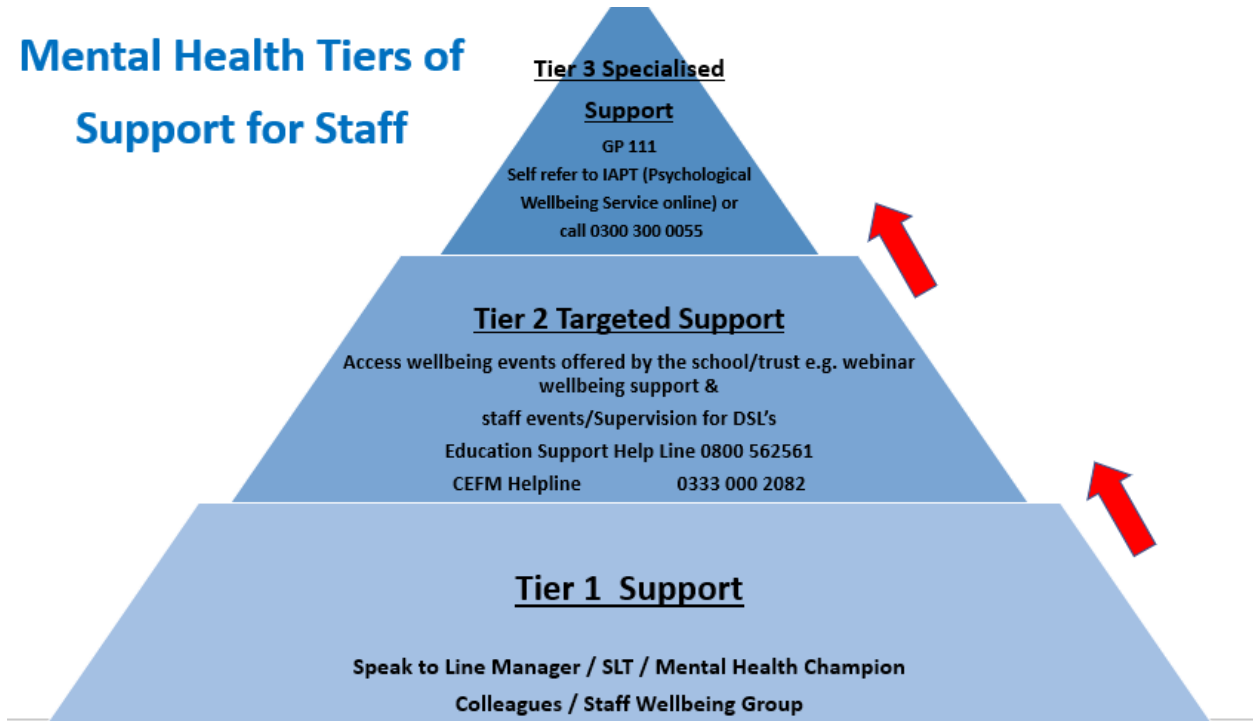 Mental Health Tiers of
Support for Staff
Tier 3 Specialised
Support
GP 111
Self refer to IAPT (Psychological
Wellbeing Service online) or
call 0300 300 0055
Tier 2 Targeted Support
Access wellbeing events offered by the school/trust e.g. webinar
wellbeing support &
staff events/Supervision for DSL's
Education Support Help Line 0800 562561
CEFM Helpline 0333 000 2082
Tier 1 Support
Speak to Line Manager / SLT / Mental Health Champion
Colleagues / Staff Wellbeing Group